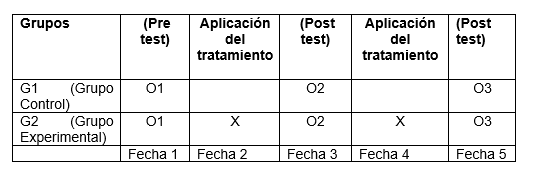 Grupos (Pre test) Aplicación del tratamiento (Post test) Aplicación del tratamiento (Post test)
G1 (Grupo Control) O1 O2 O3
G2 (Grupo Experimental) O1 X O2 X O3
Fecha 1 Fecha 2 Fecha 3 Fecha 4 Fecha 5